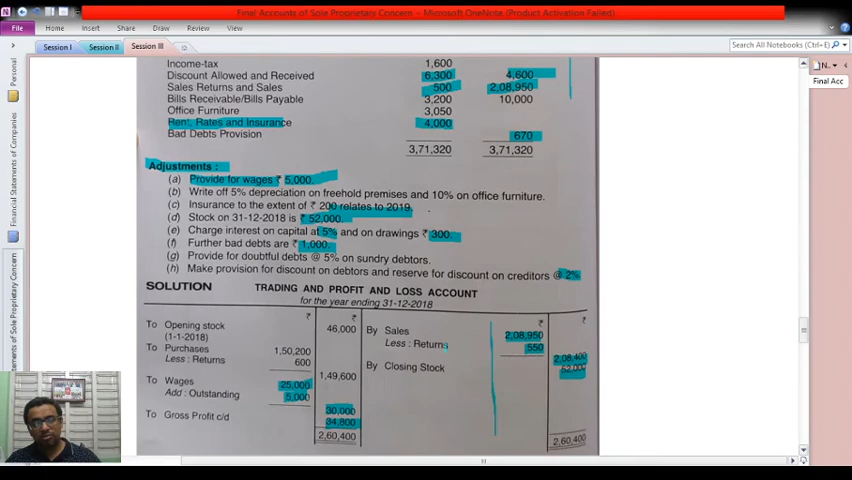 Final Accounts of Sole Proprietary Concern - Microsoft OneNote (Product Activation Failed)
File Home Insert Share Draw Review View
Session I Session II Session III Search All Notebooks (Ctrl+E)
Personal
Financial Statements of Companies
Final Accounts of
N..
Final Acc
Income-tax 1,600
Discount Allowed and Received 6,300 4,600
Sales Returns and Sales 500 2,08,950
Bills Receivable/Bills Payable 3,200 10,000
Office Furniture 3,050
Rent, Rates and Insurance 4,000
Bad Debts Provision 670
3,71,320 3,71,320
Adjustments :
(a) Provide for wages ₹ 5,000.
(b) Write off 5% depreciation on freehold premises and 10% on office furniture.
(c) Insurance to the extent of ₹ 200 relates to 2019.
(d) Stock on 31-12-2018 is ₹ 52,000.
(e) Charge interest on capital at 5% and on drawings ₹ 300.
(f) Further bad debts are ₹ 1,000.
(g) Provide for doubtful debts @ 5% on sundry debtors.
(h) Make provision for discount on debtors and reserve for discount on creditors @ 2%
SOLUTION TRADING AND PROFIT AND LOSS ACCOUNT
for the year ending 31-12-2018
₹ ₹ ₹ ₹
To Opening stock 46,000 By Sales 2,08,950
(1-1-2018) Less : Returns 550
To Purchases 1,50,200 2,08,400
Less : Returns 600 By Closing Stock 52,000
1,49,600
To Wages 25,000
Add : Outstanding 5,000
30,000
To Gross Profit c/d 34,800
2,60,400 2,60,400